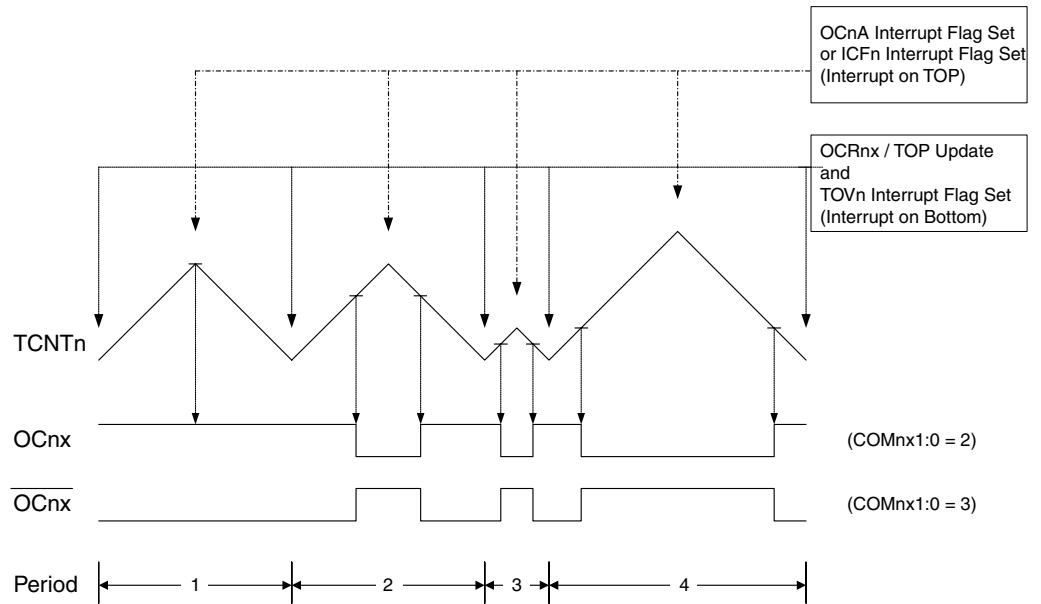 OCnA Interrupt Flag Set
or ICFn Interrupt Flag Set
(Interrupt on TOP)
OCRnx / TOP Update
and
TOVn Interrupt Flag Set
(Interrupt on Bottom)
TCNTn
OCnx
(COMnx1:0 = 2)
OCnx
(COMnx1:0 = 3)
Period
1
2
3
4